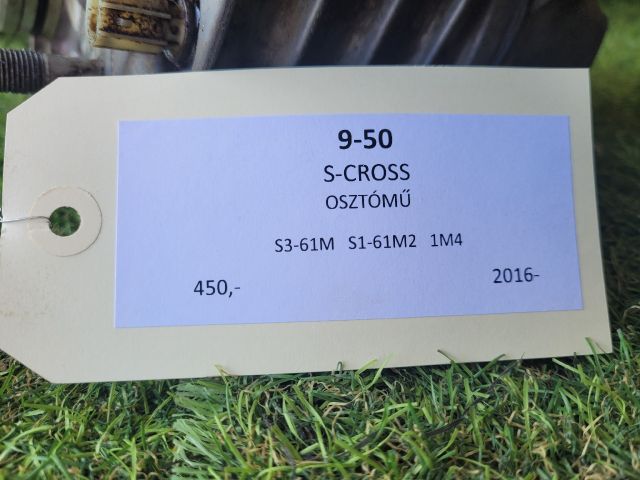 9-50
S-CROSS
OSZTÓMŰ
S3-61M S1-61M2 1M4
450,- 2016-